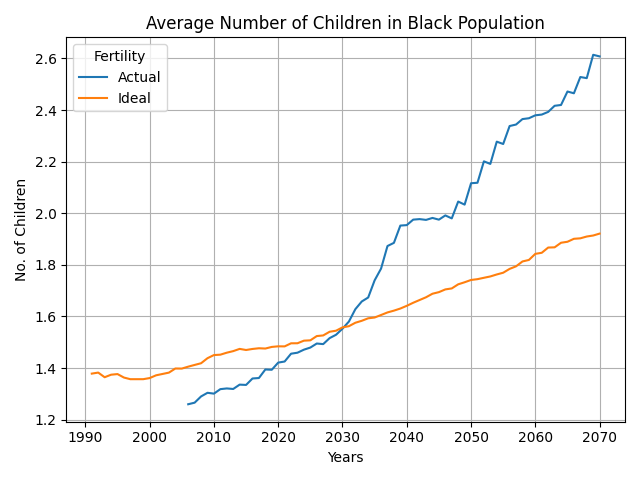 Average Number of Children in Black Population
Fertility
Actual
Ideal
No. of Children
2.6
2.4
2.2
2.0
1.8
1.6
1.4
1.2
1990 2000 2010 2020 2030 2040 2050 2060 2070
Years